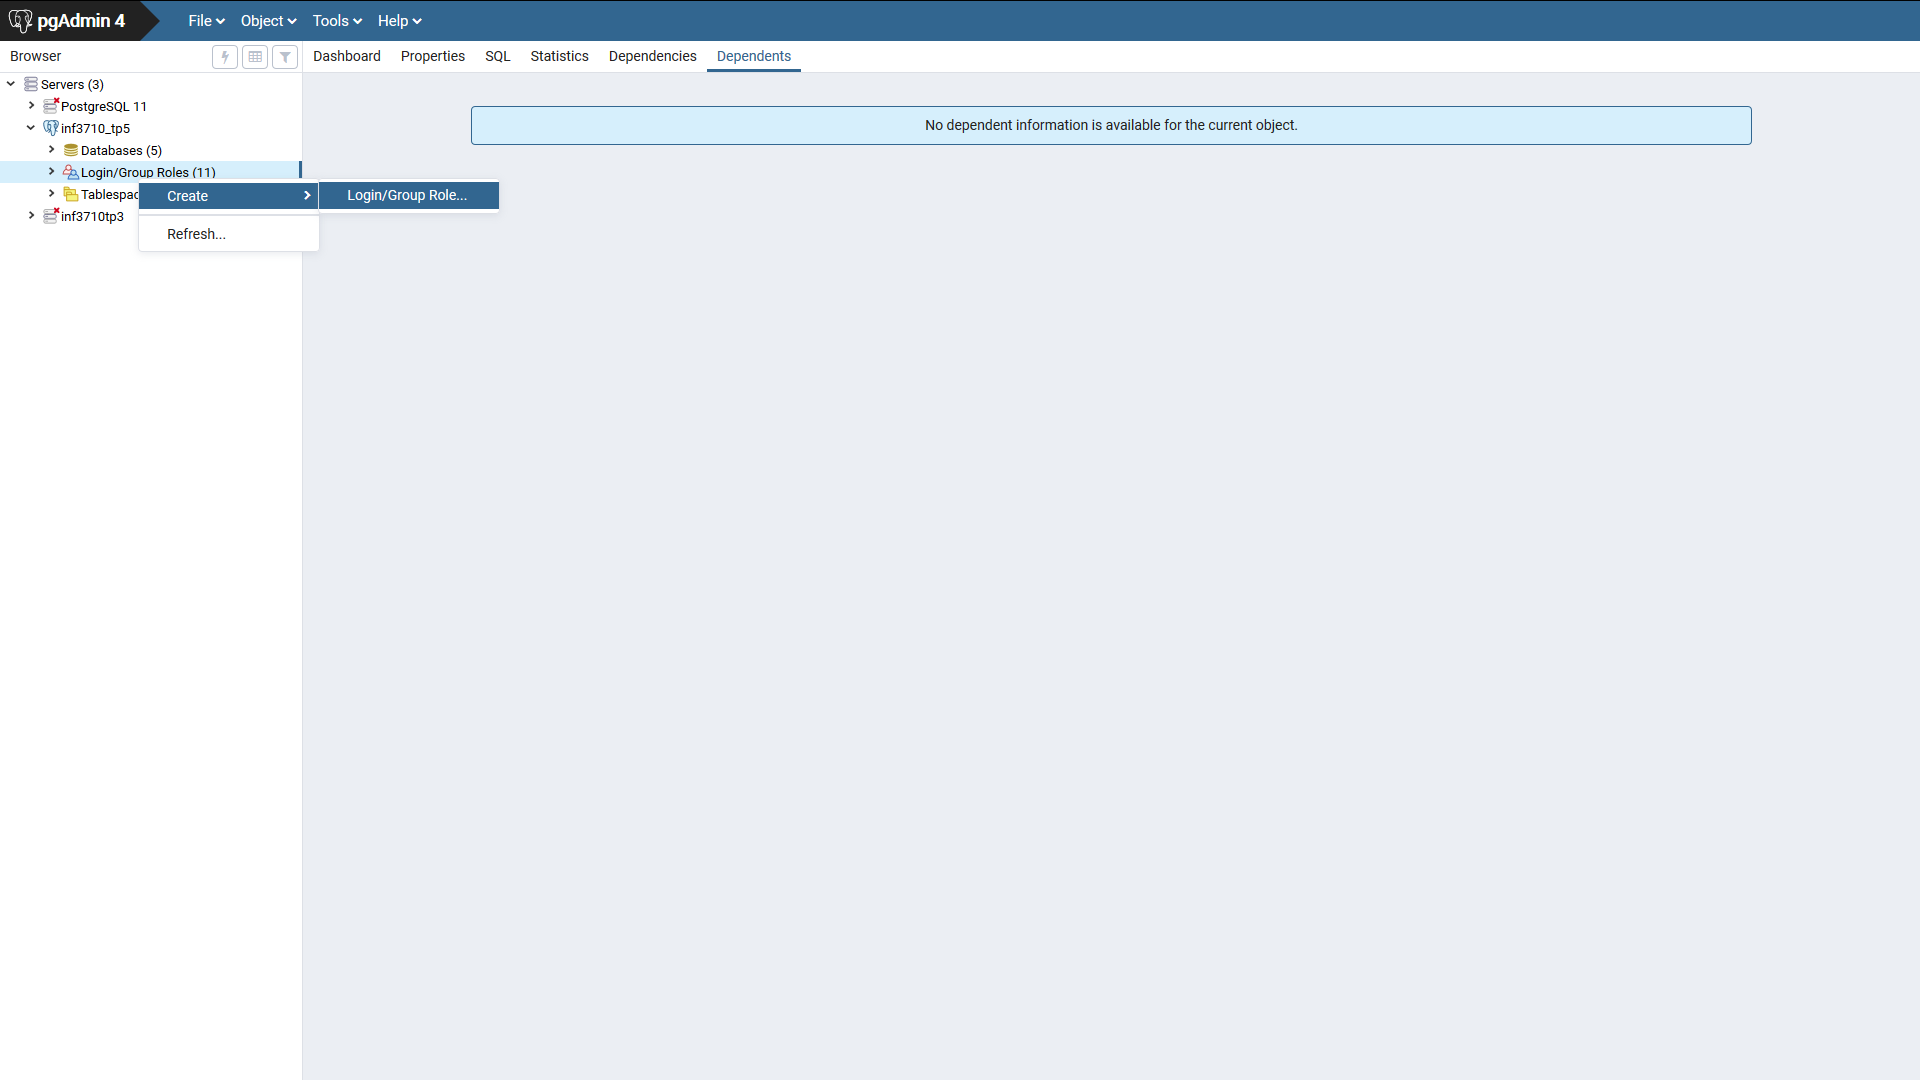 pgAdmin 4
File Object Tools Help
Browser
Dashboard Properties SQL Statistics Dependencies Dependents
Servers (3)
PostgreSQL 11
inf3710_tp5
Databases (5)
Login/Group Roles (11)
Tablespac
inf3710tp3
Create
Login/Group Role...
Refresh...
No dependent information is available for the current object.